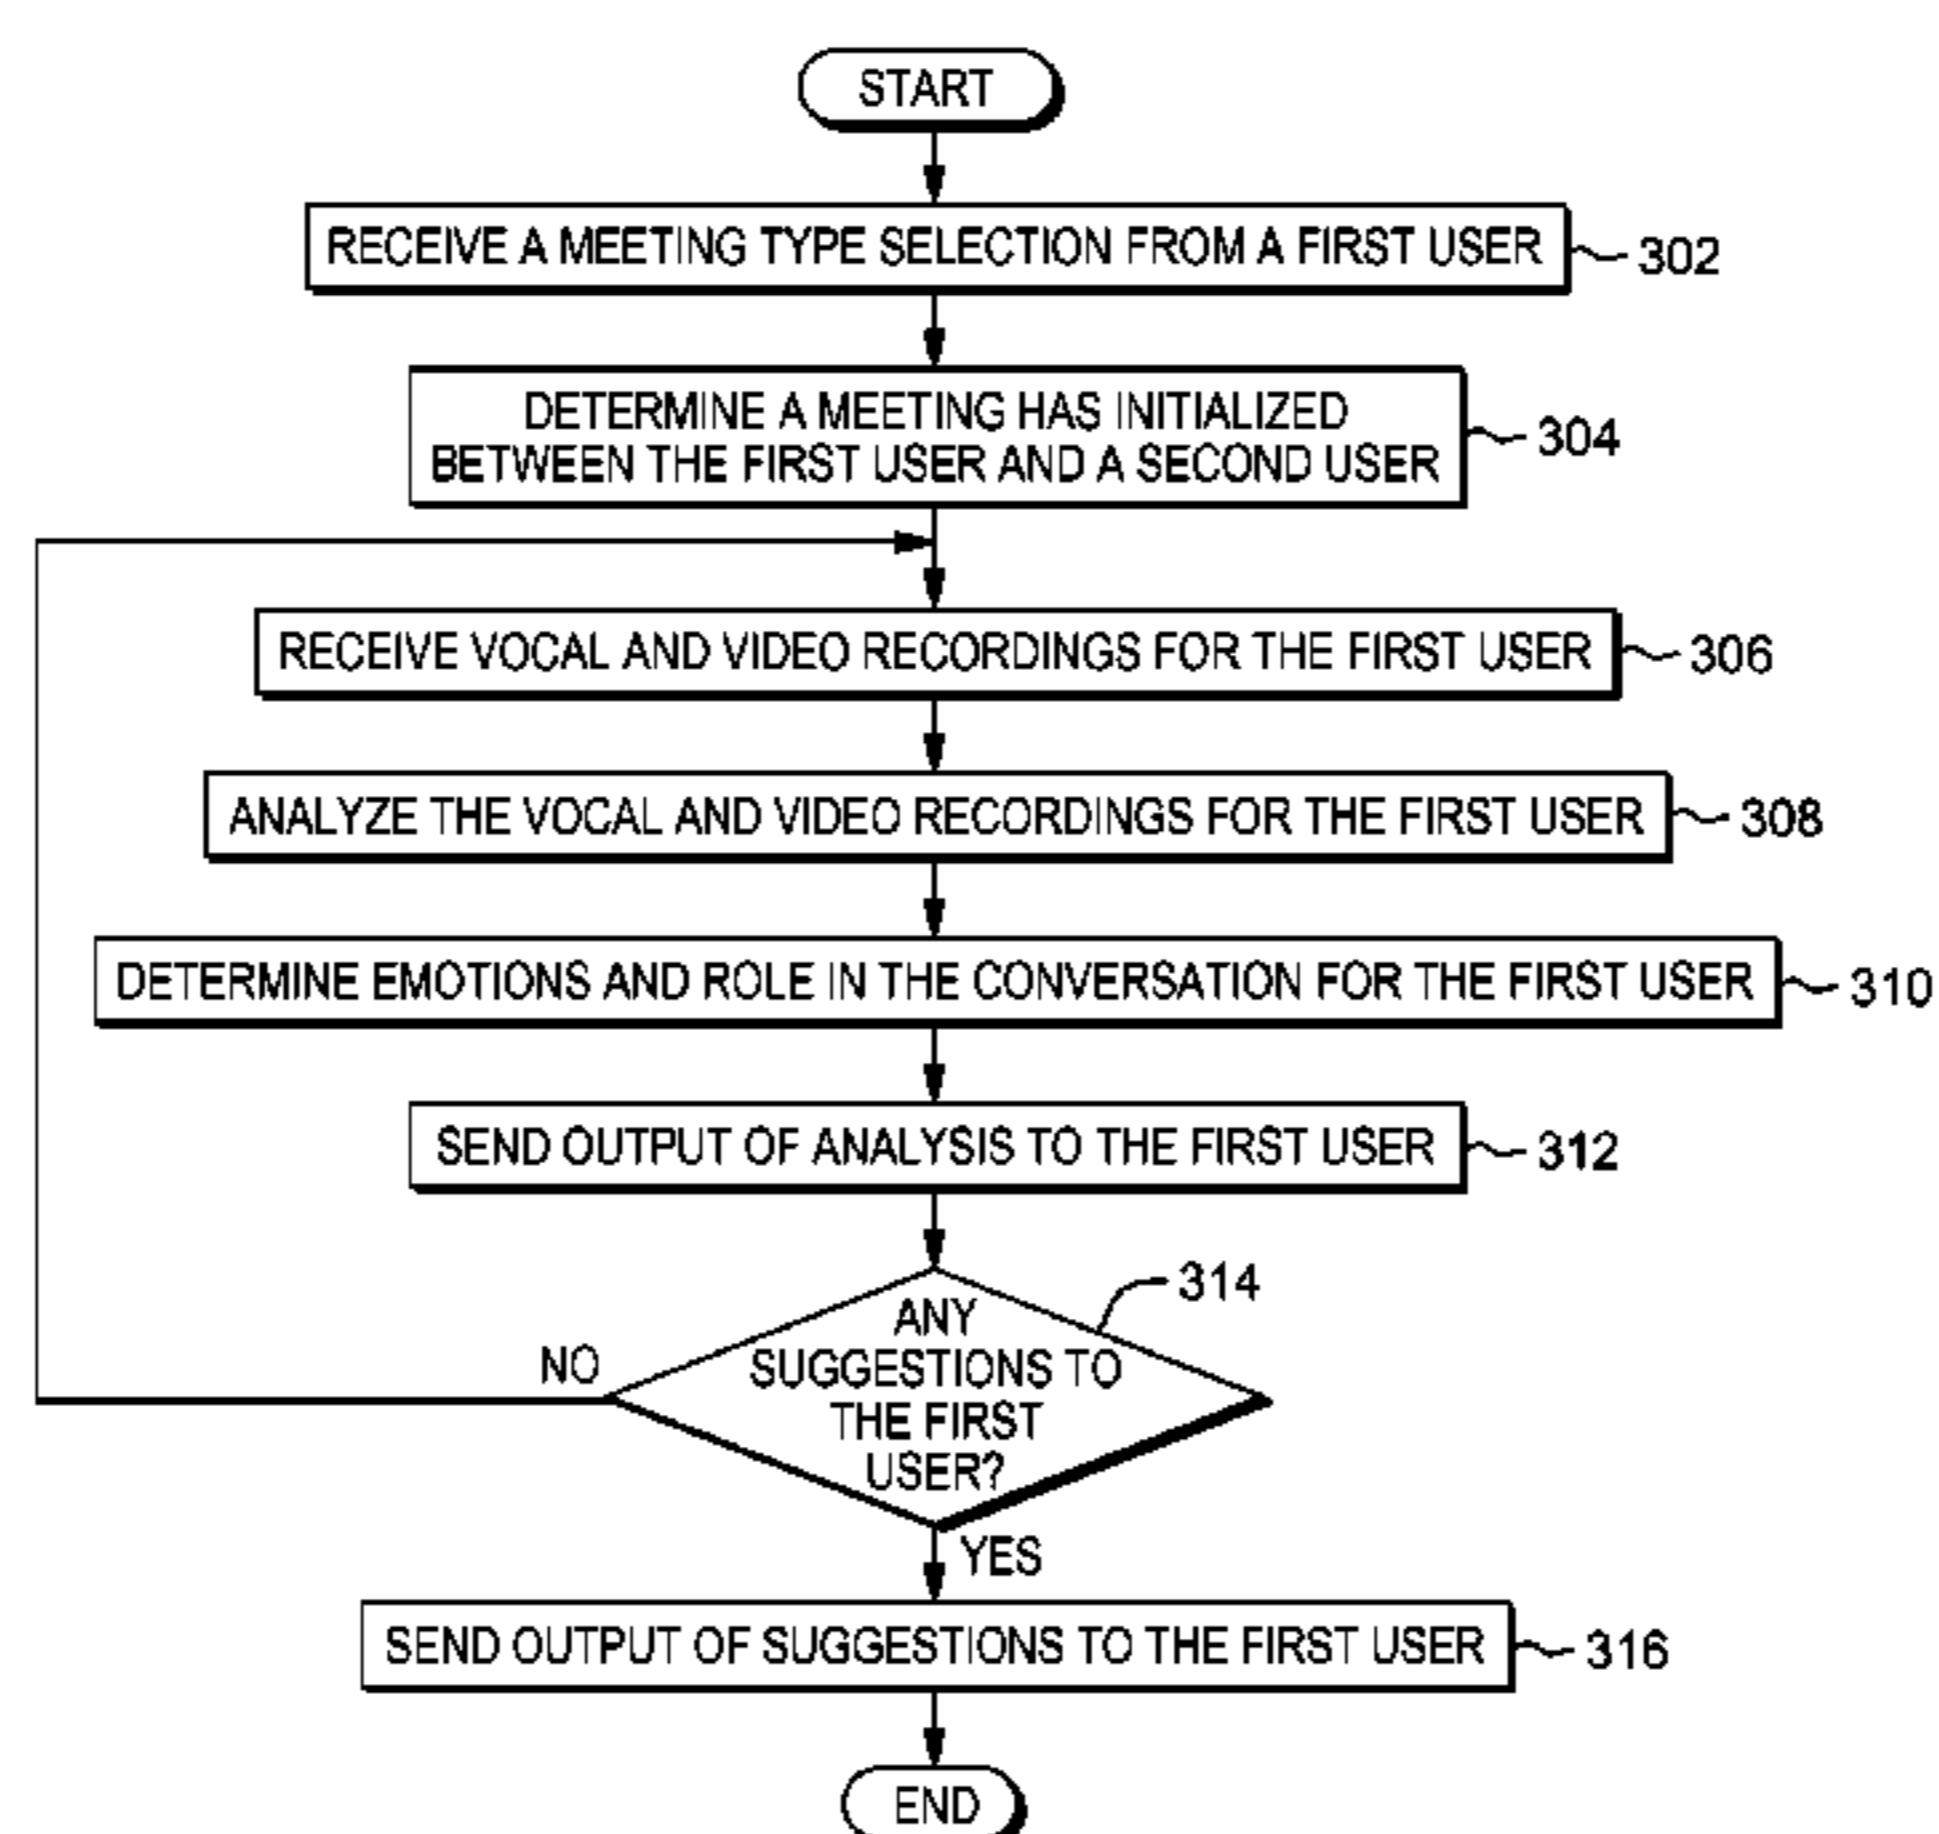 START
RECEIVE A MEETING TYPE SELECTION FROM A FIRST USER
302
DETERMINE A MEETING HAS INITIALIZED
BETWEEN THE FIRST USER AND A SECOND USER
304
RECEIVE VOCAL AND VIDEO RECORDINGS FOR THE FIRST USER
306
ANALYZE THE VOCAL AND VIDEO RECORDINGS FOR THE FIRST USER
308
DETERMINE EMOTIONS AND ROLE IN THE CONVERSATION FOR THE FIRST USER
310
SEND OUTPUT OF ANALYSIS TO THE FIRST USER
312
314
ANY
SUGGESTIONS TO
THE FIRST
USER?
NO
YES
SEND OUTPUT OF SUGGESTIONS TO THE FIRST USER
316
END